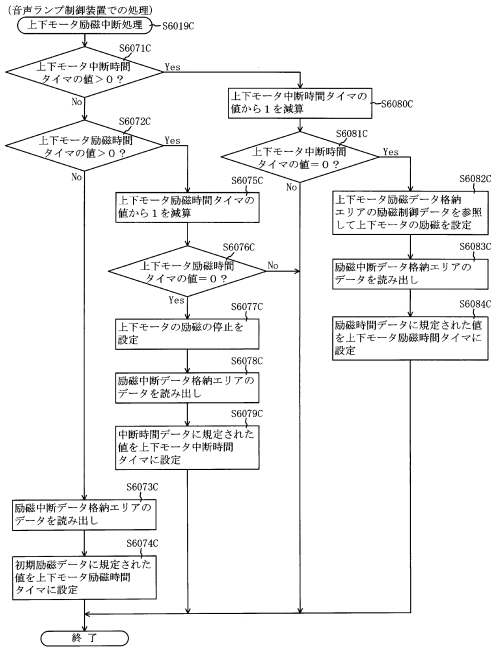 (音声ランプ制御装置での処理)
上下モータ励磁中断処理
S6019C
S6071C
上下モータ中断時間
タイマの値>0?
Yes
No
S6080C
上下モータ中断時間タイマの
値から1を減算
S6072C
上下モータ励磁時間
タイマの値>0?
Yes
No
S6081C
上下モータ中断時間
タイマの値=0?
Yes
No
S6075C
上下モータ励磁時間タイマの
値から1を減算
S6082C
上下モータ励磁データ格納
エリアの励磁制御データを参照
して上下モータの励磁を設定
S6076C
上下モータ励磁時間
タイマの値=0?
No
Yes
S6083C
励磁中断データ格納エリアの
データを読み出し
S6077C
上下モータの励磁の停止を
設定
S6084C
励磁時間データに規定された値
を上下モータ励磁時間タイマに
設定
S6078C
励磁中断データ格納エリアの
データを読み出し
S6079C
中断時間データに規定された
値を上下モータ中断時間
タイマに設定
S6073C
励磁中断データ格納エリアの
データを読み出し
S6074C
初期励磁データに規定された
値を上下モータ励磁時間
タイマに設定
終了